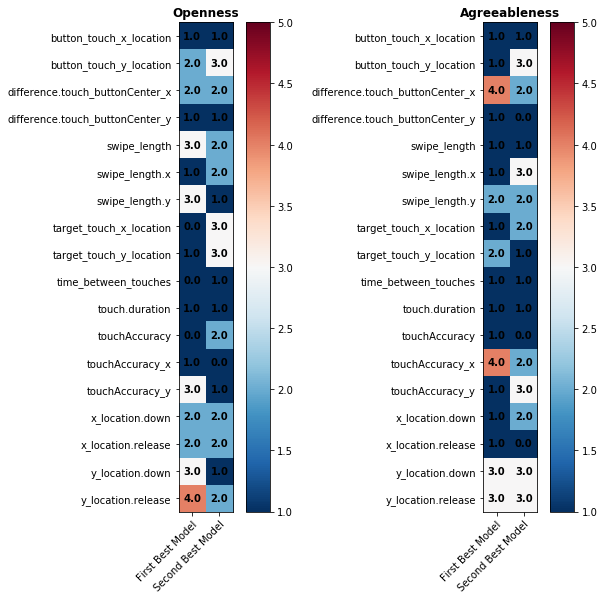 Openness
button_touch_x_location 1.0 1.0
button_touch_y_location 2.0 3.0
difference.touch_buttonCenter_x 2.0 2.0
difference.touch_buttonCenter_y 1.0 1.0
swipe_length 3.0 2.0
swipe_length.x 1.0 2.0
swipe_length.y 3.0 1.0
target_touch_x_location 0.0 3.0
target_touch_y_location 1.0 3.0
time_between_touches 0.0 1.0
touch.duration 1.0 1.0
touchAccuracy 0.0 2.0
touchAccuracy_x 1.0 0.0
touchAccuracy_y 3.0 1.0
x_location.down 2.0 2.0
x_location.release 2.0 2.0
y_location.down 3.0 1.0
y_location.release 4.0 2.0
First Best Model
Second Best Model
5.0
4.5
4.0
3.5
3.0
2.5
2.0
1.5
1.0
Agreeableness
button_touch_x_location 1.0 1.0
button_touch_y_location 1.0 3.0
difference.touch_buttonCenter_x 4.0 2.0
difference.touch_buttonCenter_y 1.0 0.0
swipe_length 1.0 1.0
swipe_length.x 1.0 3.0
swipe_length.y 2.0 2.0
target_touch_x_location 1.0 2.0
target_touch_y_location 2.0 1.0
time_between_touches 1.0 1.0
touch.duration 1.0 1.0
touchAccuracy 1.0 0.0
touchAccuracy_x 4.0 2.0
touchAccuracy_y 1.0 3.0
x_location.down 1.0 2.0
x_location.release 1.0 0.0
y_location.down 3.0 3.0
y_location.release 3.0 3.0
First Best Model
Second Best Model
5.0
4.5
4.0
3.5
3.0
2.5
2.0
1.5
1.0